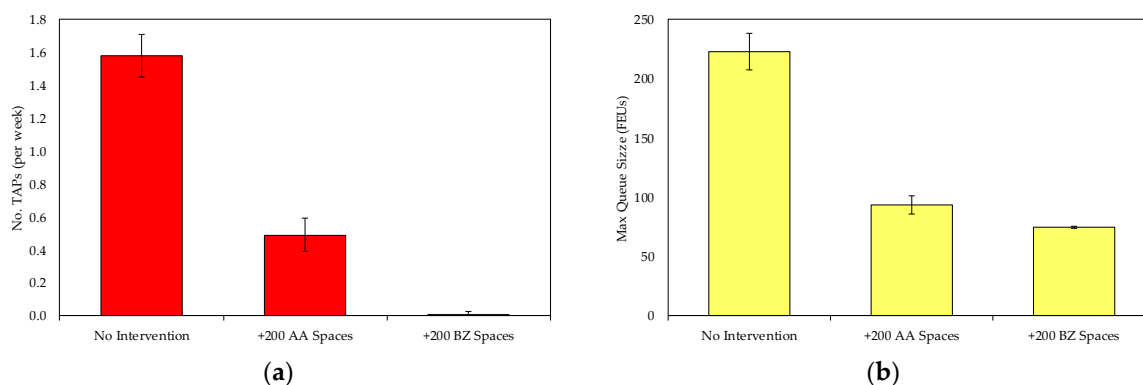 No. TAPs (per week)
1.8
1.6
1.4
1.2
1.0
0.8
0.6
0.4
0.2
0.0
No Intervention +200 AA Spaces +200 BZ Spaces
(a)
Max Queue Sizze (FEUs)
250
200
150
100
50
0
No Intervention +200 AA Spaces +200 BZ Spaces
(b)